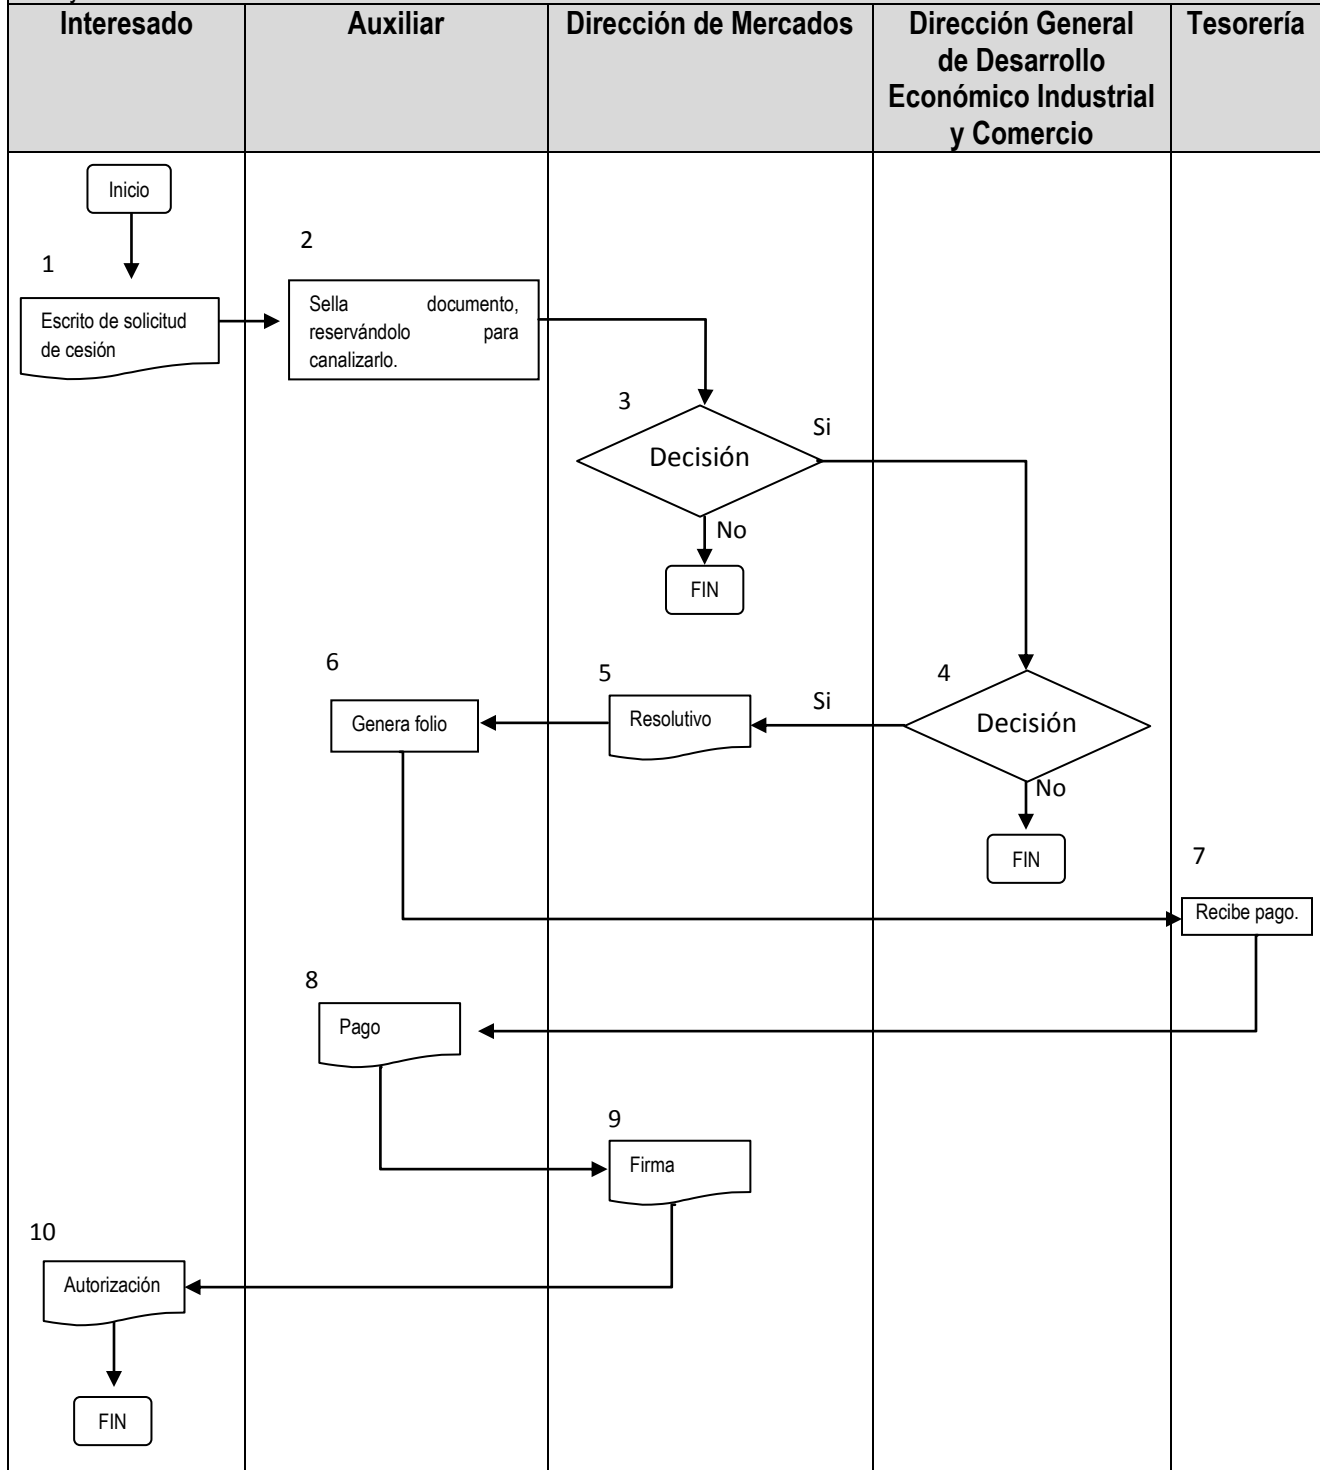 Interesado
Auxiliar
Dirección de Mercados
Dirección General
de Desarrollo
Económico Industrial
y Comercio
Tesorería
Inicio
1
Escrito de solicitud
de cesión
2
Sella documento,
reservándolo para
canalizarlo.
3
Decisión
Si
No
FIN
4
Decisión
Si
No
FIN
5
Resolutivo
6
Genera folio
7
Recibe pago.
8
Pago
9
Firma
10
Autorización
FIN